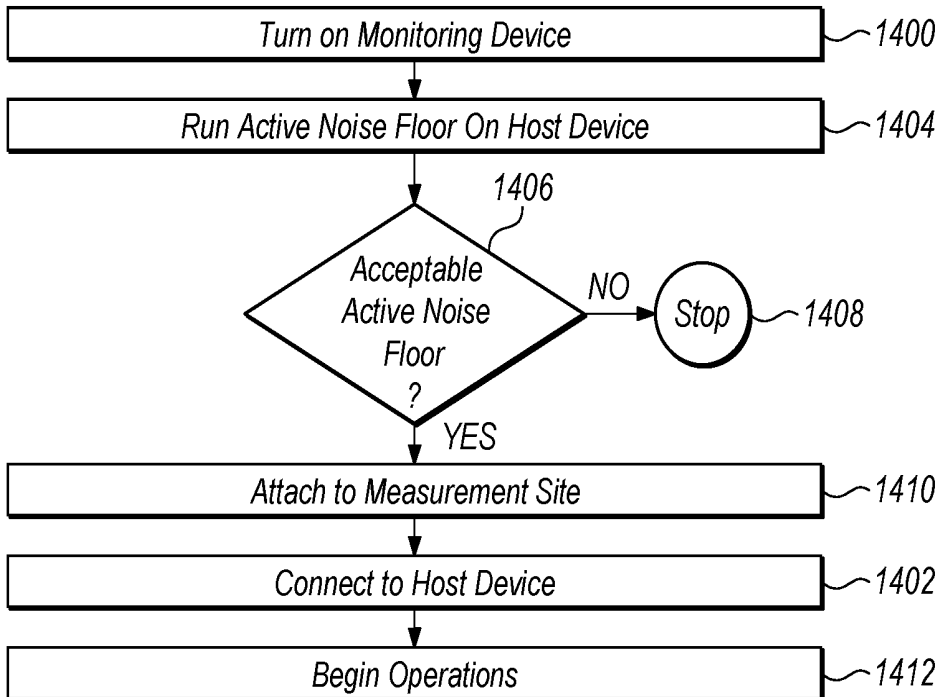 Turn on Monitoring Device
1400
Run Active Noise Floor On Host Device
1404
1406
Acceptable
Active Noise
Floor
?
NO
Stop
1408
YES
Attach to Measurement Site
1410
Connect to Host Device
1402
Begin Operations
1412